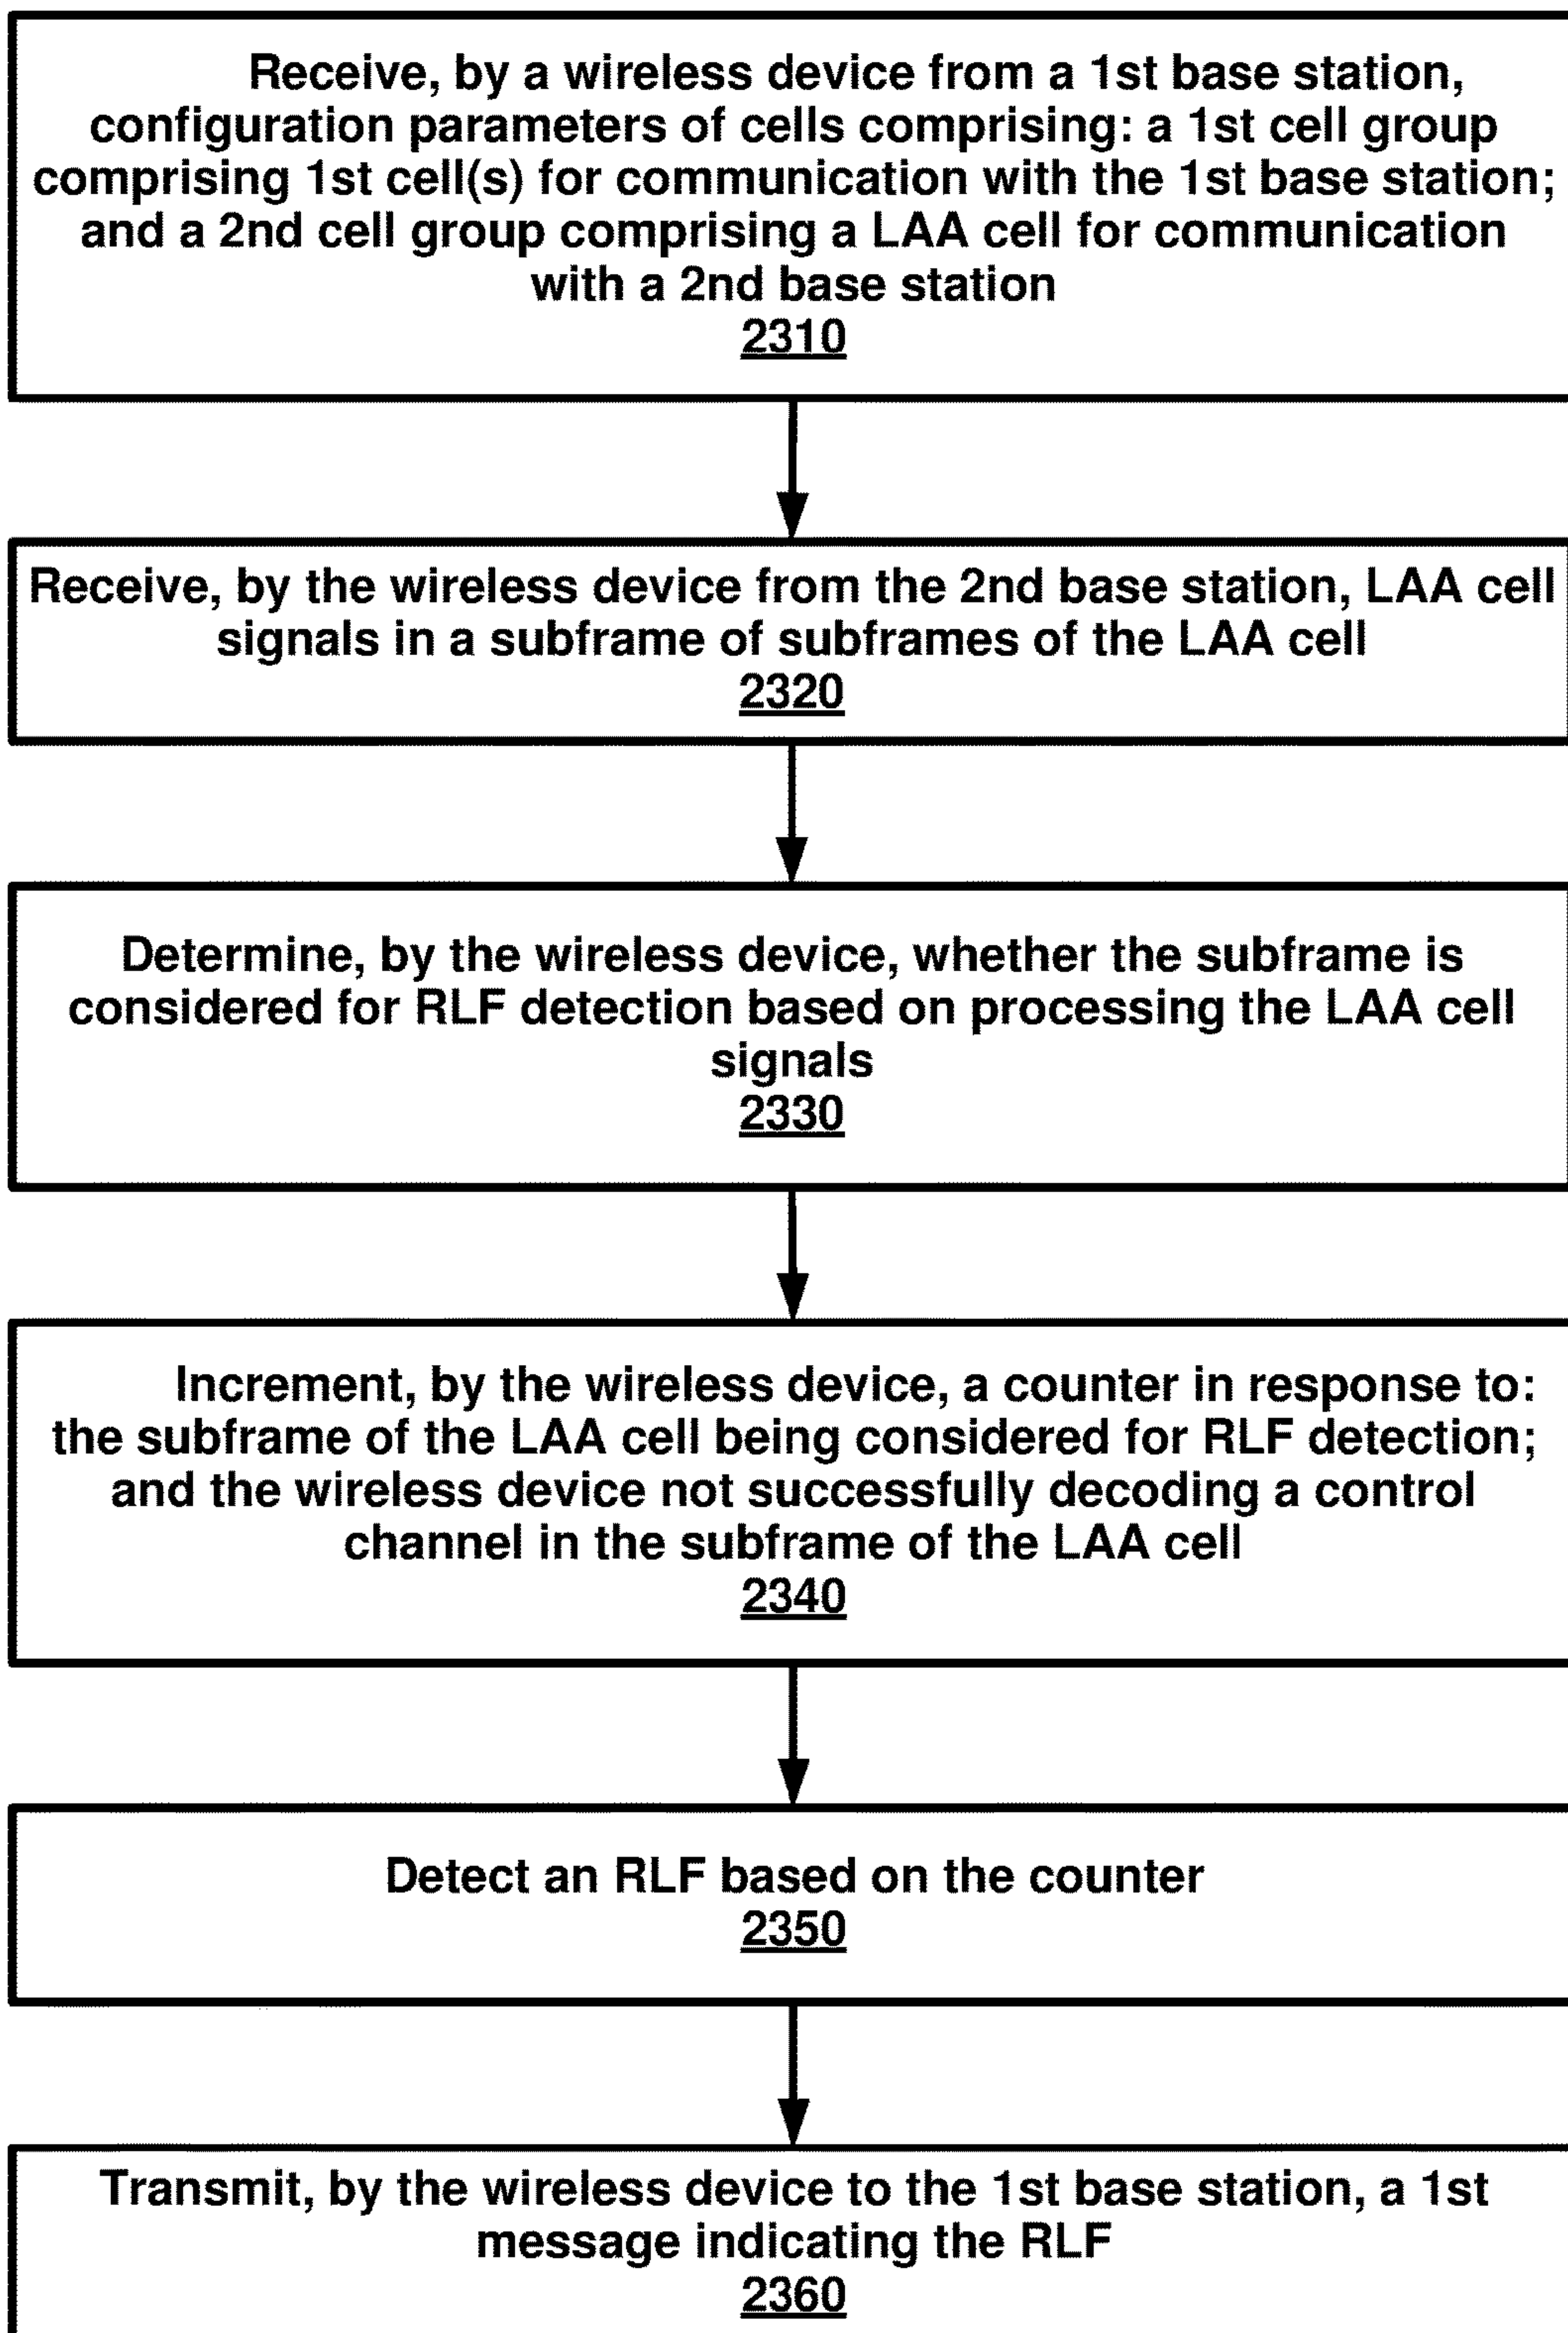 Receive, by a wireless device from a 1st base station,
configuration parameters of cells comprising: a 1st cell group
comprising 1st cell(s) for communication with the 1st base station;
and a 2nd cell group comprising a LAA cell for communication
with a 2nd base station
2310
Receive, by the wireless device from the 2nd base station, LAA cell
signals in a subframe of subframes of the LAA cell
2320
Determine, by the wireless device, whether the subframe is
considered for RLF detection based on processing the LAA cell
signals
2330
Increment, by the wireless device, a counter in response to:
the subframe of the LAA cell being considered for RLF detection;
and the wireless device not successfully decoding a control
channel in the subframe of the LAA cell
2340
Detect an RLF based on the counter
2350
Transmit, by the wireless device to the 1st base station, a 1st
message indicating the RLF
2360